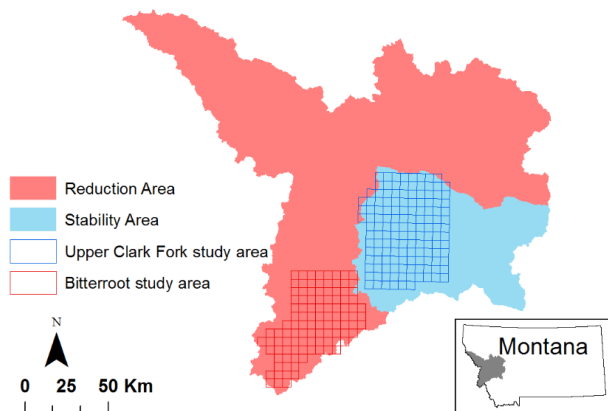 Reduction Area
Stability Area
Upper Clark Fork study area
Bitterroot study area
N
0 25 50 Km
Montana